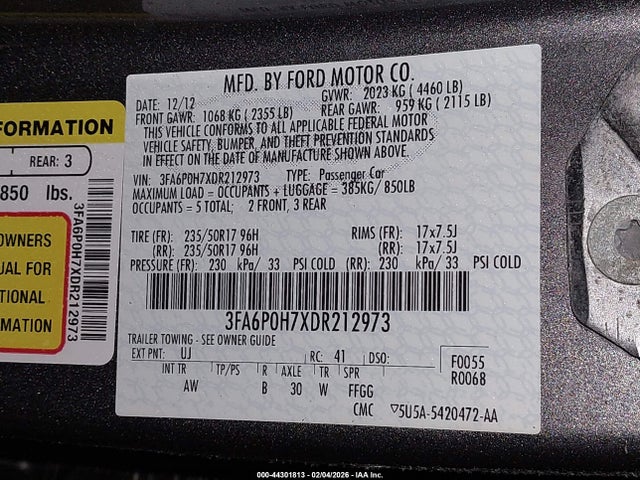 MFD. BY FORD MOTOR CO.
DATE: 12/12 GVWR: 2023 KG ( 4460 LB)
FRONT GAWR: 1068 KG ( 2355 LB) REAR GAWR: 959 KG ( 2115 LB)
THIS VEHICLE CONFORMS TO ALL APPLICABLE FEDERAL MOTOR
VEHICLE SAFETY, BUMPER, AND THEFT PREVENTION STANDARDS
IN EFFECT ON THE DATE OF MANUFACTURE SHOWN ABOVE.
VIN: 3FA6P0H7XDR212973 TYPE: Passenger Car
MAXIMUM LOAD = OCCUPANTS + LUGGAGE = 385KG/ 850LB
OCCUPANTS = 5 TOTAL; 2 FRONT, 3 REAR
TIRE (FR): 235/50R17 96H RIMS (FR): 17x7.5J
(RR): 235/50R17 96H (RR): 17x7.5J
PRESSURE (FR): 230 kPa/ 33 PSI COLD (RR): 230 kPa/ 33 PSI COLD
3FA6P0H7XDR212973
TRAILER TOWING - SEE OWNER GUIDE
EXT PNT: UJ RC: 41 DSO:
F0055
R0068
INT TR TP/PS R AXLE TR SPR
AW B 30 W FFGG
CMC 5U5A-5420472-AA
FORMATION
REAR: 3
850 lbs.
OWNERS
UAL FOR
TIONAL
RMATION
3FA6P0H7XDR212973
000-44301813 - 02/04/2026 - IAA Inc.